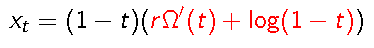 x_t = (1 − t)(rΩ′(t) + log(1 − t))